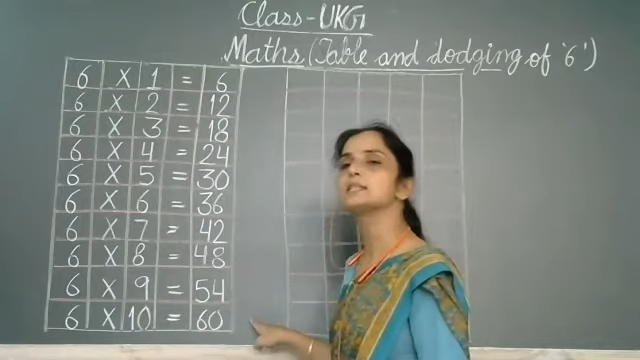 Class-UKG
Maths (Table and dodging of '6')
6 X 1 = 6
6 X 2 = 12
6 X 3 = 18
6 X 4 = 24
6 X 5 = 30
6 X 6 = 36
6 X 7 = 42
6 X 8 = 48
6 X 9 = 54
6 X 10 = 60